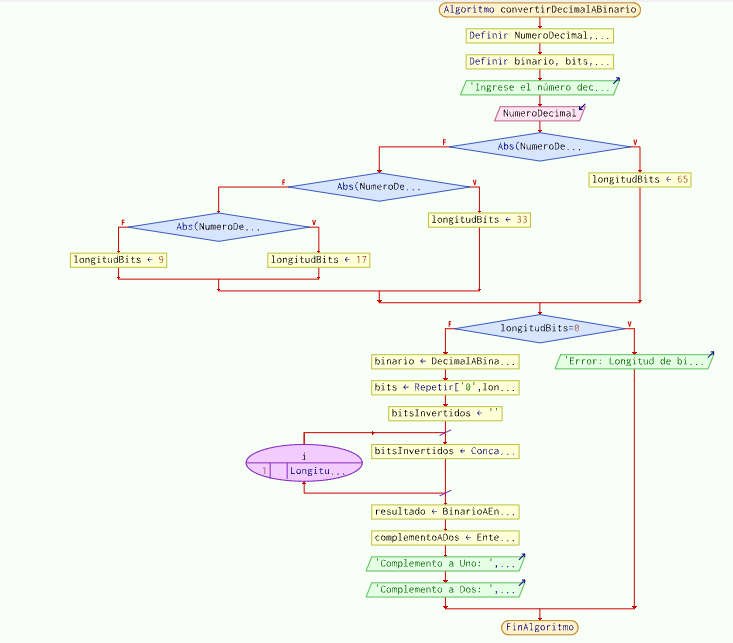 Algoritmo convertirDecimalABinario
Definir NumeroDecimal,...
Definir binario, bits,...
'Ingrese el número dec...
NumeroDecimal
F Abs(NumeroDe... V
F Abs(NumeroDe... V
longitudBits ← 65
F Abs(NumeroDe... V
longitudBits ← 33
longitudBits ← 9
longitudBits ← 17
F longitudBits=0 V
binario ← DecimalABina...
'Error: Longitud de bi...
bits ← Repetir['0',lon...
bitsInvertidos ← ''
i
bitsInvertidos ← Conca...
1 Longitu...
resultado ← BinarioAEn...
complementoADos ← Ente...
'Complemento a Uno: ',...
'Complemento a Dos: ',...
FinAlgoritmo